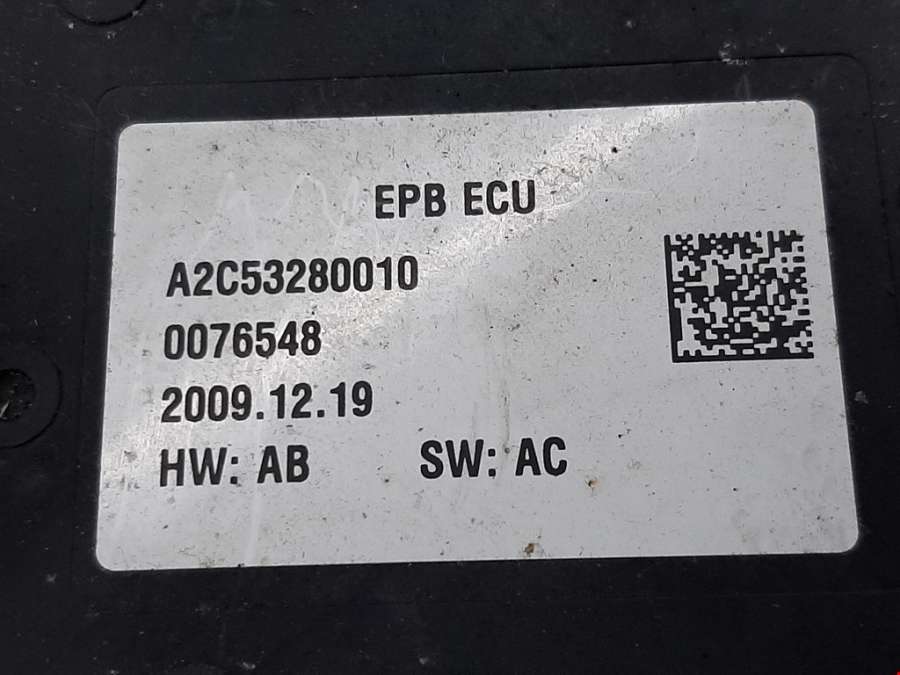 EPB ECU
A2C53280010
0076548
2009.12.19
HW: AB SW: AC